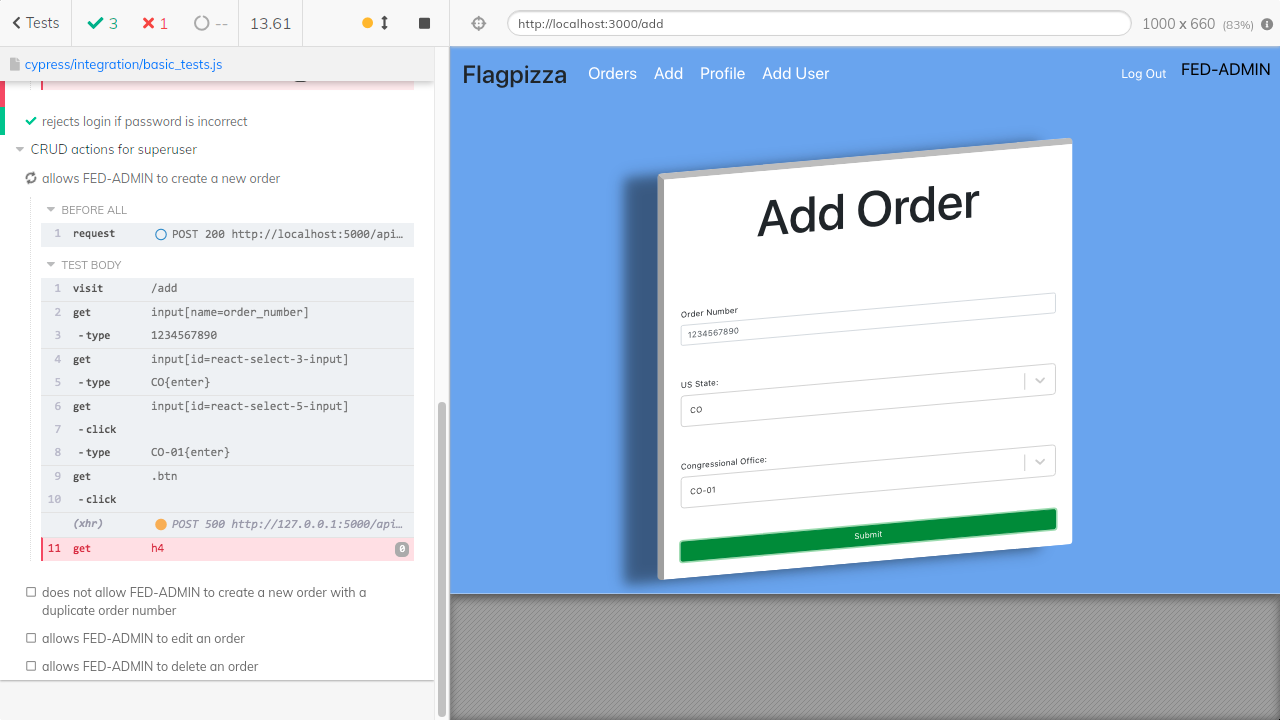 Tests
3
1
--
13.61
http://localhost:3000/add
1000 x 660 (83%)
cypress/integration/basic_tests.js
rejects login if password is incorrect
CRUD actions for superuser
allows FED-ADMIN to create a new order
BEFORE ALL
1 request POST 200 http://localhost:5000/api…
TEST BODY
1 visit /add
2 get input[name=order_number]
3 - type 1234567890
4 get input[id=react-select-3-input]
5 - type CO{enter}
6 get input[id=react-select-5-input]
7 - click
8 - type CO-01{enter}
9 get .btn
10 - click
(xhr) POST 500 http://127.0.0.1:5000/api…
11 get h4 0
does not allow FED-ADMIN to create a new order with a
duplicate order number
allows FED-ADMIN to edit an order
allows FED-ADMIN to delete an order
Flagpizza Orders Add Profile Add User Log Out FED-ADMIN
Add Order
Order Number
1234567890
US State:
CO
Congressional Office:
CO-01
Submit